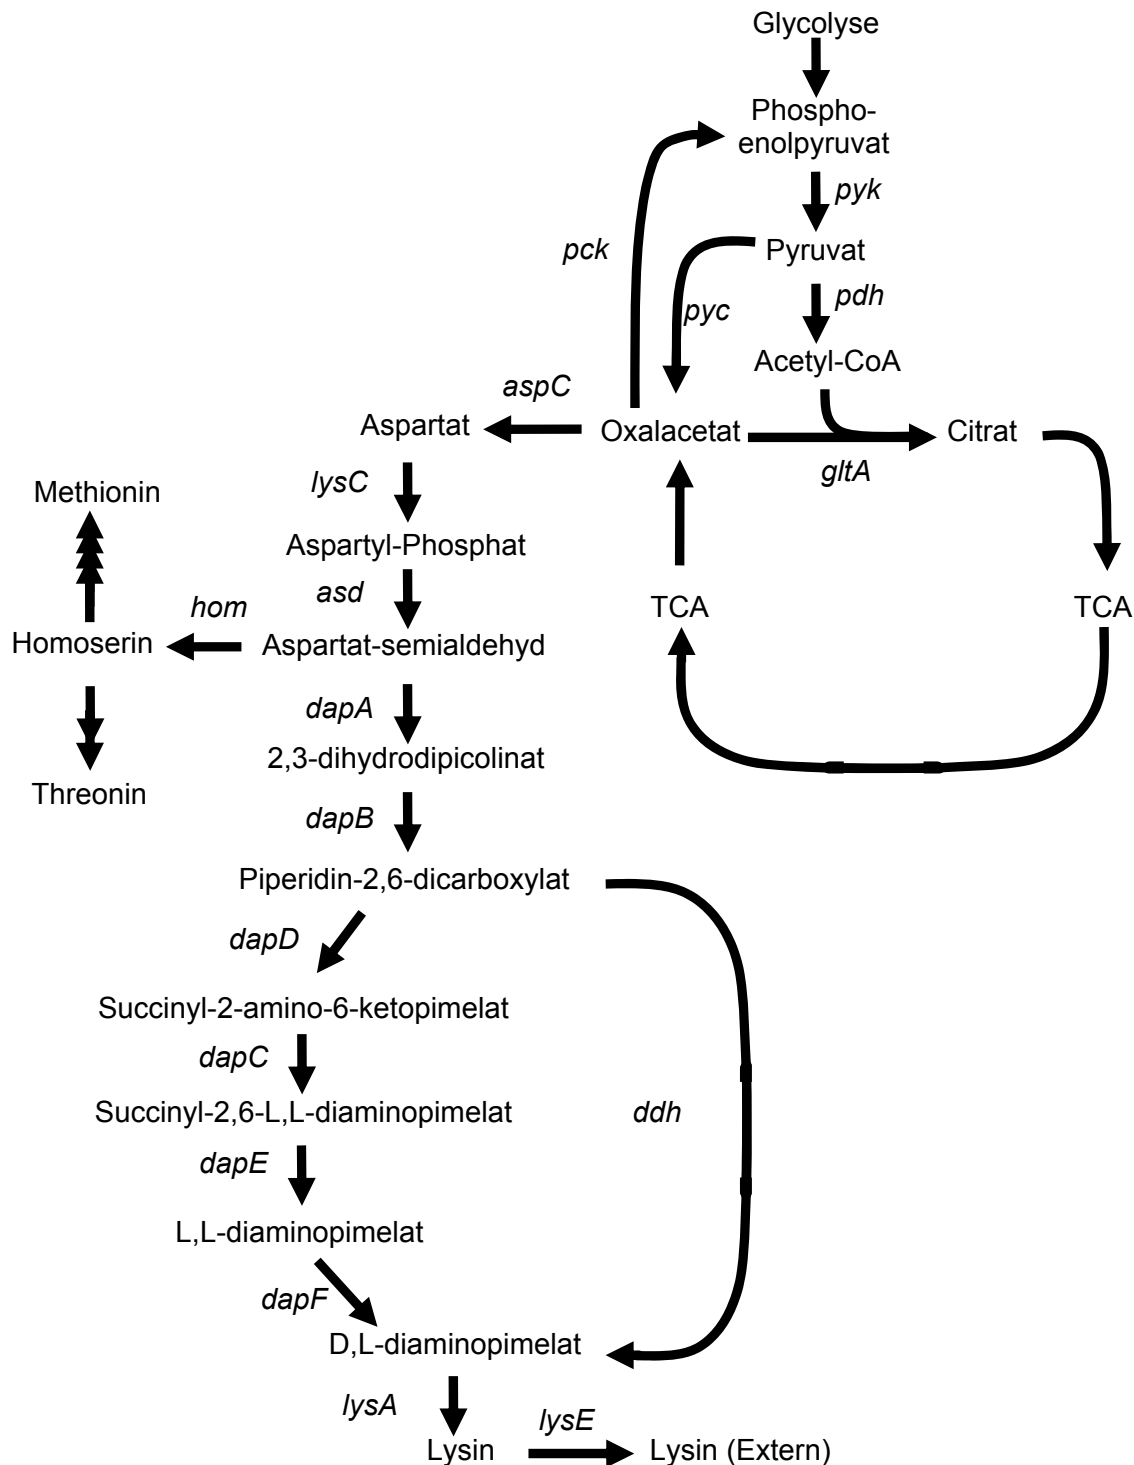 Glycolyse
Phospho-
enolpyruvat
pyk
pck
Pyruvat
pyc
pdh
Acetyl-CoA
aspC
Aspartat
Oxalacetat
Citrat
gltA
lysC
Methionin
Aspartyl-Phosphat
asd
hom
TCA
TCA
Homoserin
Aspartat-semialdehyd
dapA
2,3-dihydrodipicolinat
Threonin
dapB
Piperidin-2,6-dicarboxylat
dapD
Succinyl-2-amino-6-ketopimelat
dapC
Succinyl-2,6-L,L-diaminopimelat
ddh
dapE
L,L-diaminopimelat
dapF
D,L-diaminopimelat
lysA
lysE
Lysin
Lysin (Extern)